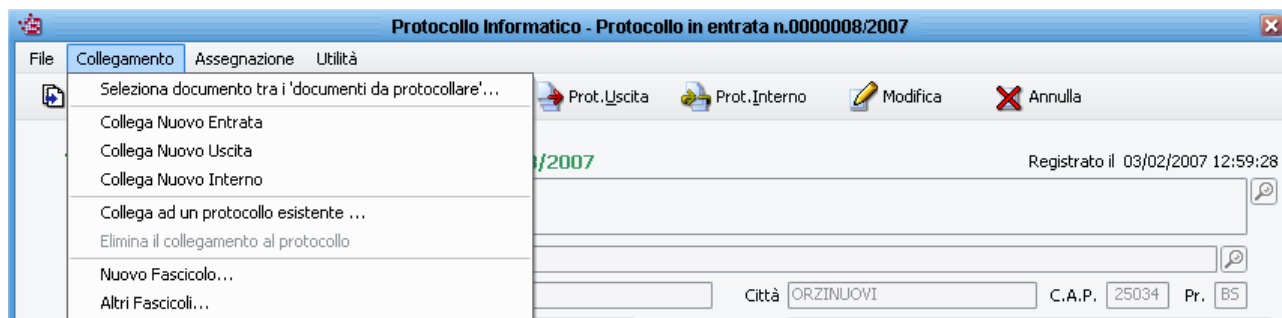 Protocollo Informatico - Protocollo in entrata n.0000008/2007
File Collegamento Assegnazione Utilità
Seleziona documento tra i 'documenti da protocollare'... Prot.Uscita Prot.Interno Modifica Annulla
Collega Nuovo Entrata
Collega Nuovo Uscita
/2007 Registrato il 03/02/2007 12:59:28
Collega Nuovo Interno
Collega ad un protocollo esistente ...
Elimina il collegamento al protocollo
Nuovo Fascicolo...
Città ORZINUOVI C.A.P. 25034 Pr. BS
Altri Fascicoli...